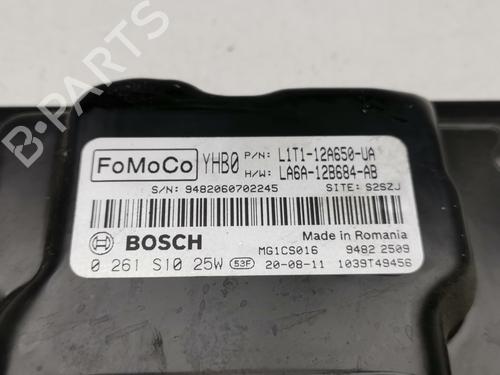 B-PARTS
FoMoCo YHB0 P/N: L1T1-12A650-UA
H/W: LA6A-12B684-AB
S/N: 9482060702245 SITE: S2SZJ
BOSCH Made in Romania
MG1CS016 9482 2509
0 261 S10 25W 53F 20-08-11 1039T49456